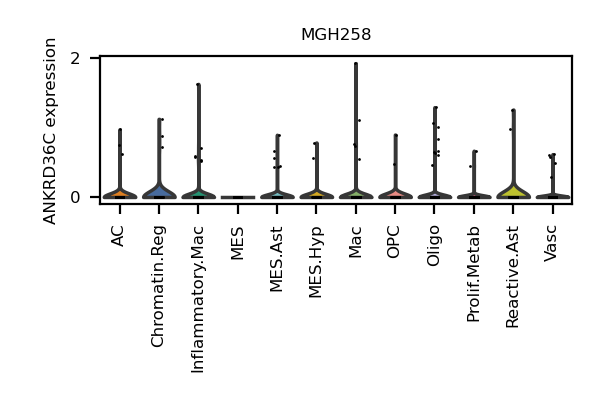 MGH258
ANKRD36C expression
2
0
AC
Chromatin.Reg
Inflammatory.Mac
MES
MES.Ast
MES.Hyp
Mac
OPC
Oligo
Prolif.Metab
Reactive.Ast
Vasc